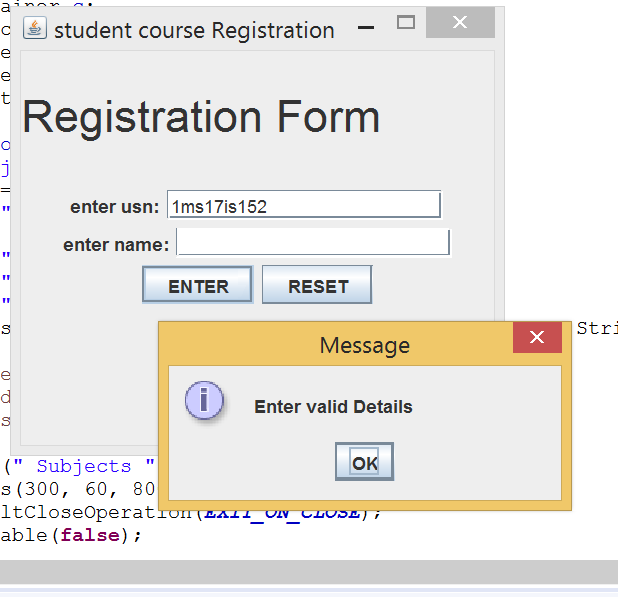 student course Registration
Registration Form
enter usn: 1ms17is152
enter name:
ENTER RESET
Message
i
Enter valid Details
OK
Stri
(" Subjects "
s(300, 60, 80
ltCloseOperation(EXIT_ON_CLOSE);
able(false);